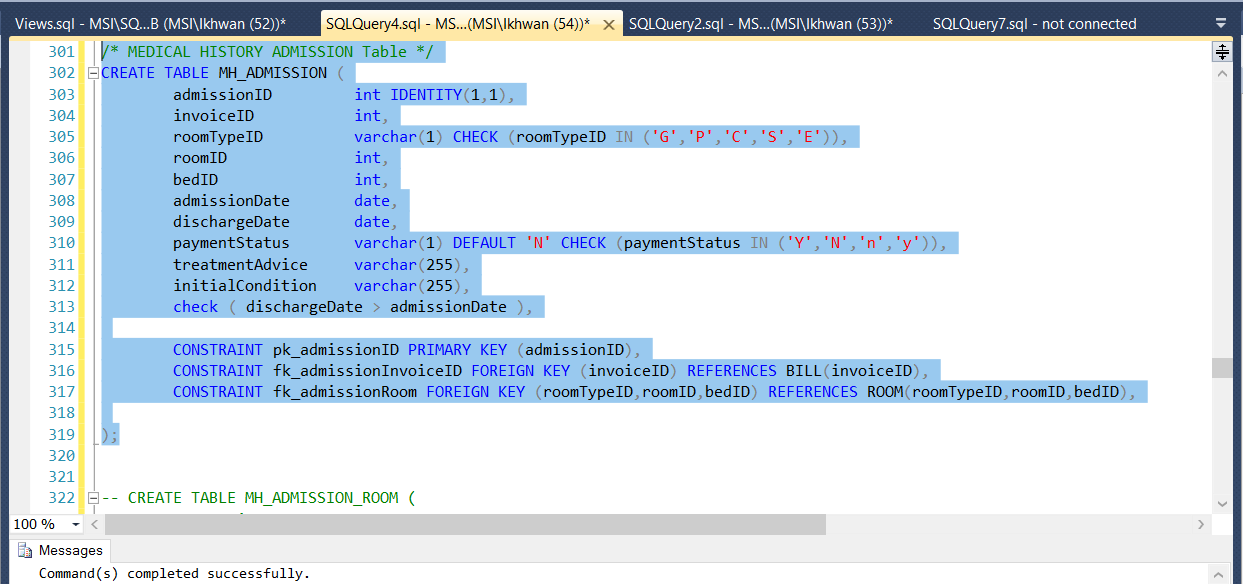 Views.sql - MSI\SQ...B (MSI\Ikhwan (52))* SQLQuery4.sql - MS...(MSI\Ikhwan (54))* SQLQuery2.sql - MS...(MSI\Ikhwan (53))* SQLQuery7.sql - not connected
301 /* MEDICAL HISTORY ADMISSION Table */
302 CREATE TABLE MH_ADMISSION (
303 admissionID int IDENTITY(1,1),
304 invoiceID int,
305 roomTypeID varchar(1) CHECK (roomTypeID IN ('G','P','C','S','E')),
306 roomID int,
307 bedID int,
308 admissionDate date,
309 dischargeDate date,
310 paymentStatus varchar(1) DEFAULT 'N' CHECK (paymentStatus IN ('Y','N','n','y')),
311 treatmentAdvice varchar(255),
312 initialCondition varchar(255),
313 check ( dischargeDate > admissionDate ),
314
315 CONSTRAINT pk_admissionID PRIMARY KEY (admissionID),
316 CONSTRAINT fk_admissionInvoiceID FOREIGN KEY (invoiceID) REFERENCES BILL(invoiceID),
317 CONSTRAINT fk_admissionRoom FOREIGN KEY (roomTypeID,roomID,bedID) REFERENCES ROOM(roomTypeID,roomID,bedID),
318
319 );
320
321
322 -- CREATE TABLE MH_ADMISSION_ROOM (
100 %
Messages
Command(s) completed successfully.